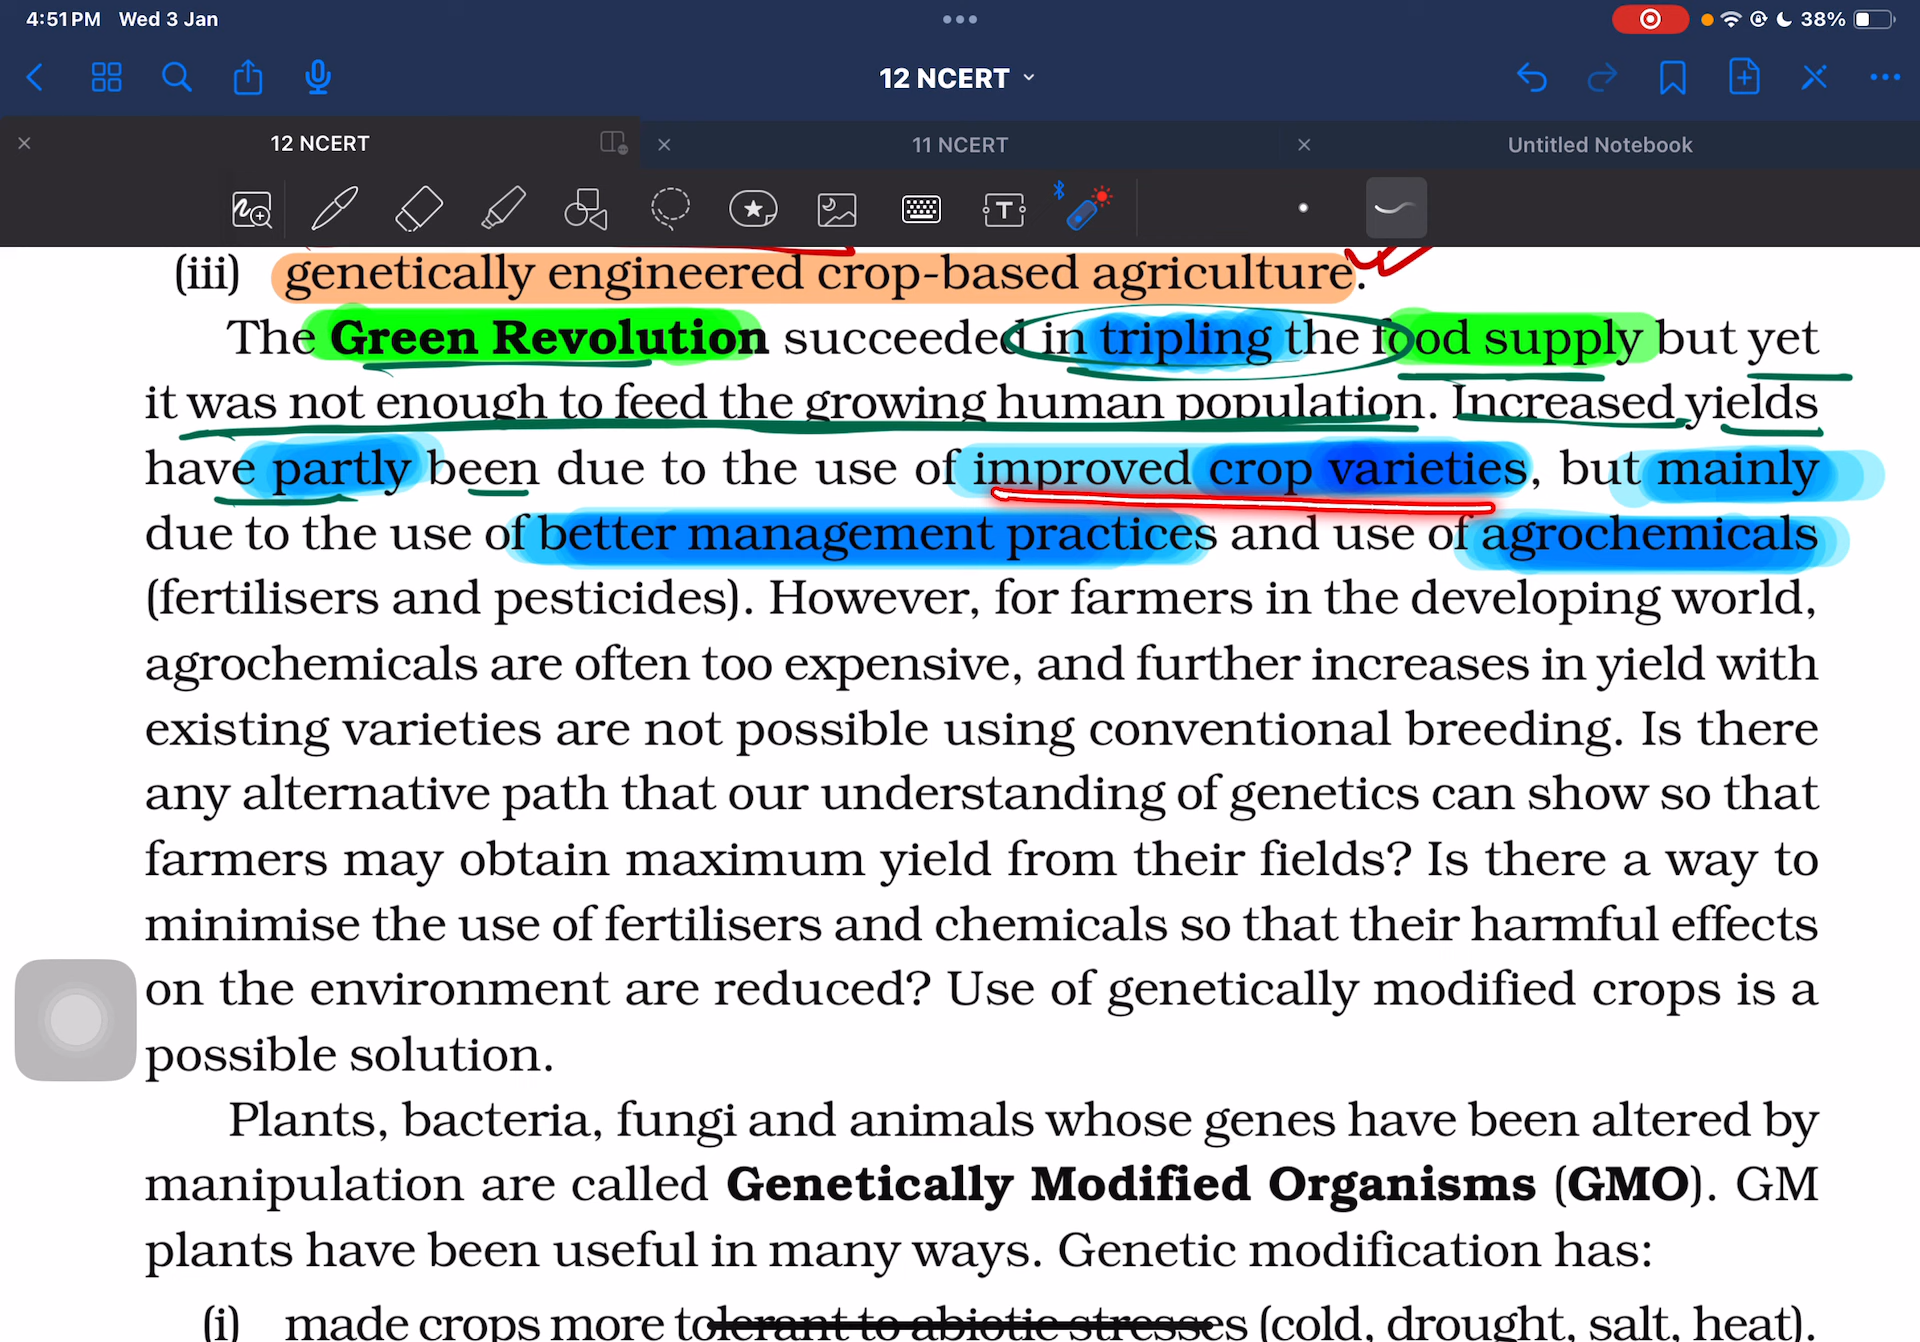 4:51 PM Wed 3 Jan
38%
12 NCERT
12 NCERT
11 NCERT
Untitled Notebook
(iii) genetically engineered crop-based agriculture.
The Green Revolution succeeded in tripling the food supply but yet
it was not enough to feed the growing human population. Increased yields
have partly been due to the use of improved crop varieties, but mainly
due to the use of better management practices and use of agrochemicals
(fertilisers and pesticides). However, for farmers in the developing world,
agrochemicals are often too expensive, and further increases in yield with
existing varieties are not possible using conventional breeding. Is there
any alternative path that our understanding of genetics can show so that
farmers may obtain maximum yield from their fields? Is there a way to
minimise the use of fertilisers and chemicals so that their harmful effects
on the environment are reduced? Use of genetically modified crops is a
possible solution.
Plants, bacteria, fungi and animals whose genes have been altered by
manipulation are called Genetically Modified Organisms (GMO). GM
plants have been useful in many ways. Genetic modification has:
(i) made crops more tolerant to abiotic stresses (cold, drought, salt, heat).